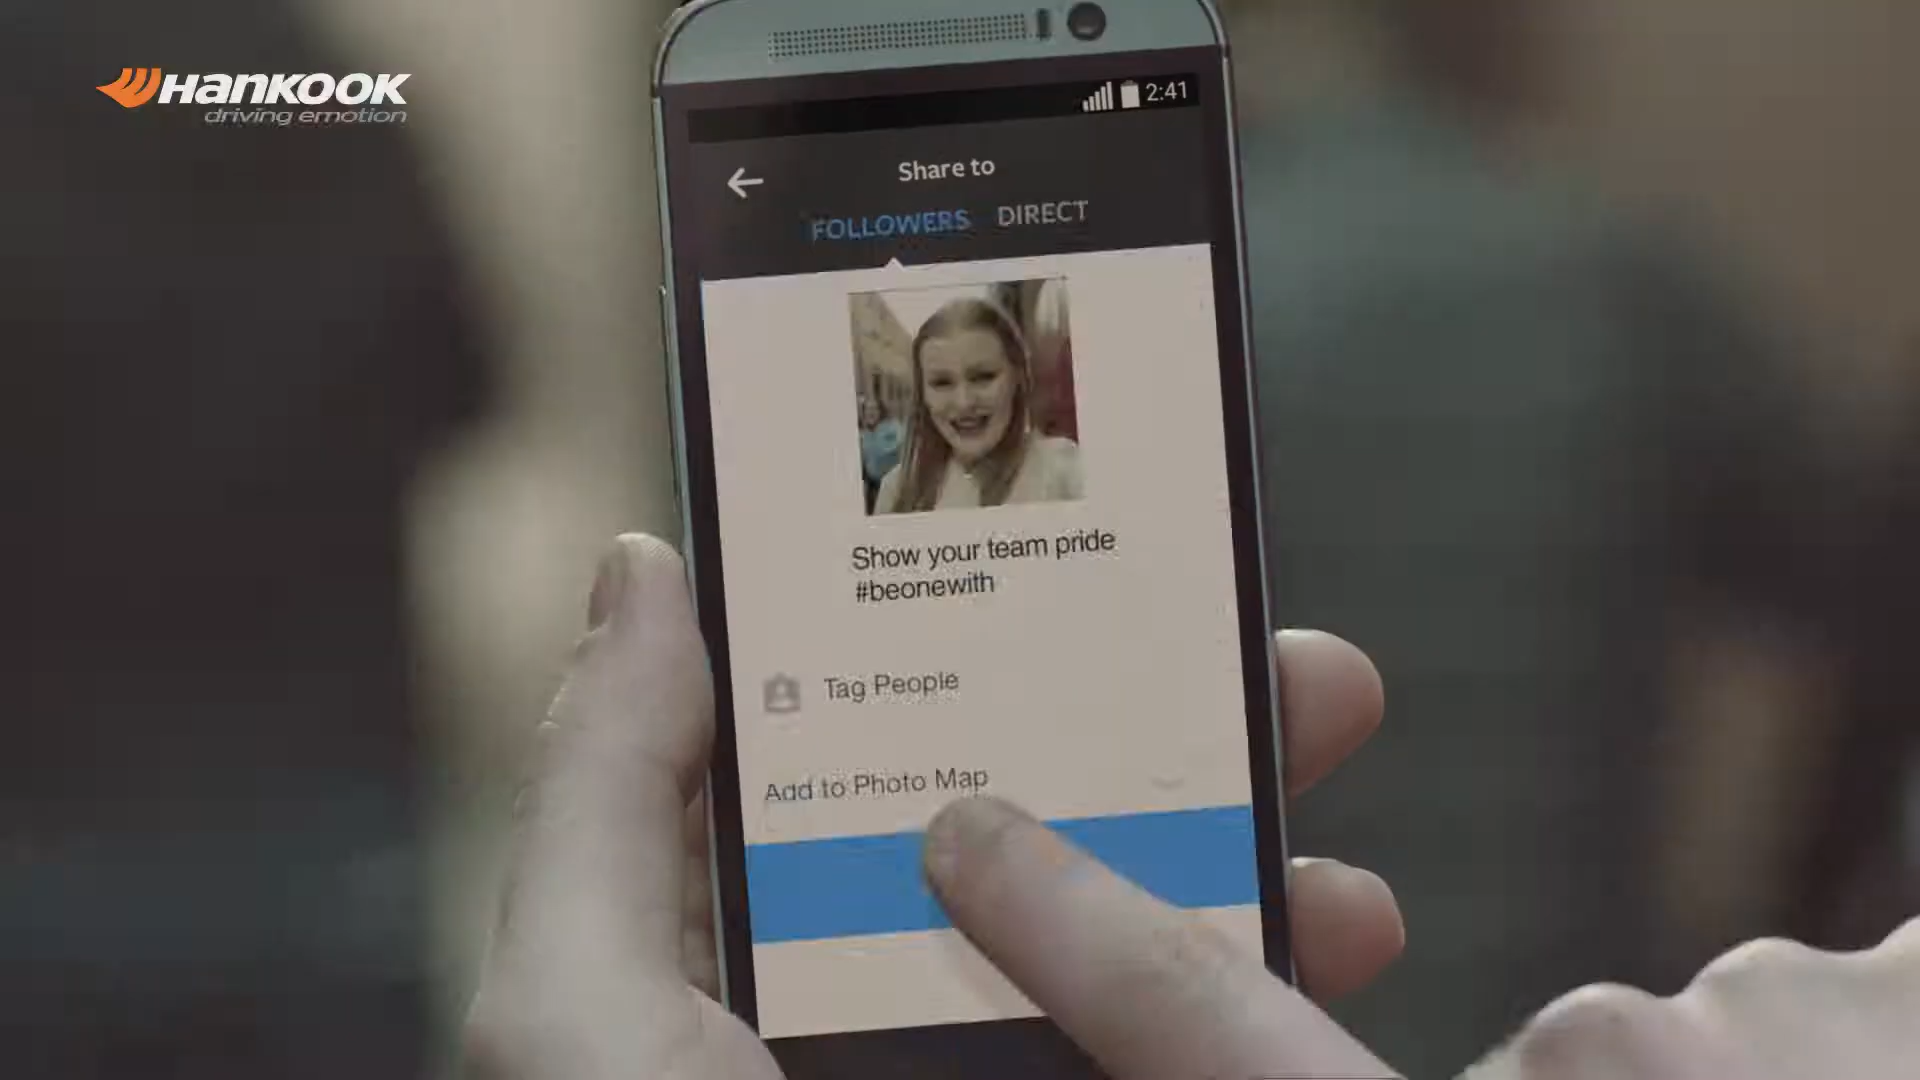 Hankook
driving emotion
2:41
Share to
FOLLOWERS DIRECT
Show your team pride
#beonewith
Tag People
Add to Photo Map